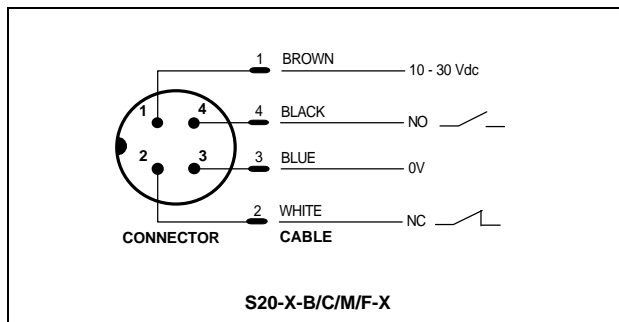 1 BROWN 10 - 30 Vdc
1 4 4 BLACK NO
2 3 3 BLUE 0V
2 WHITE NC
CONNECTOR CABLE
S20-X-B/C/M/F-X